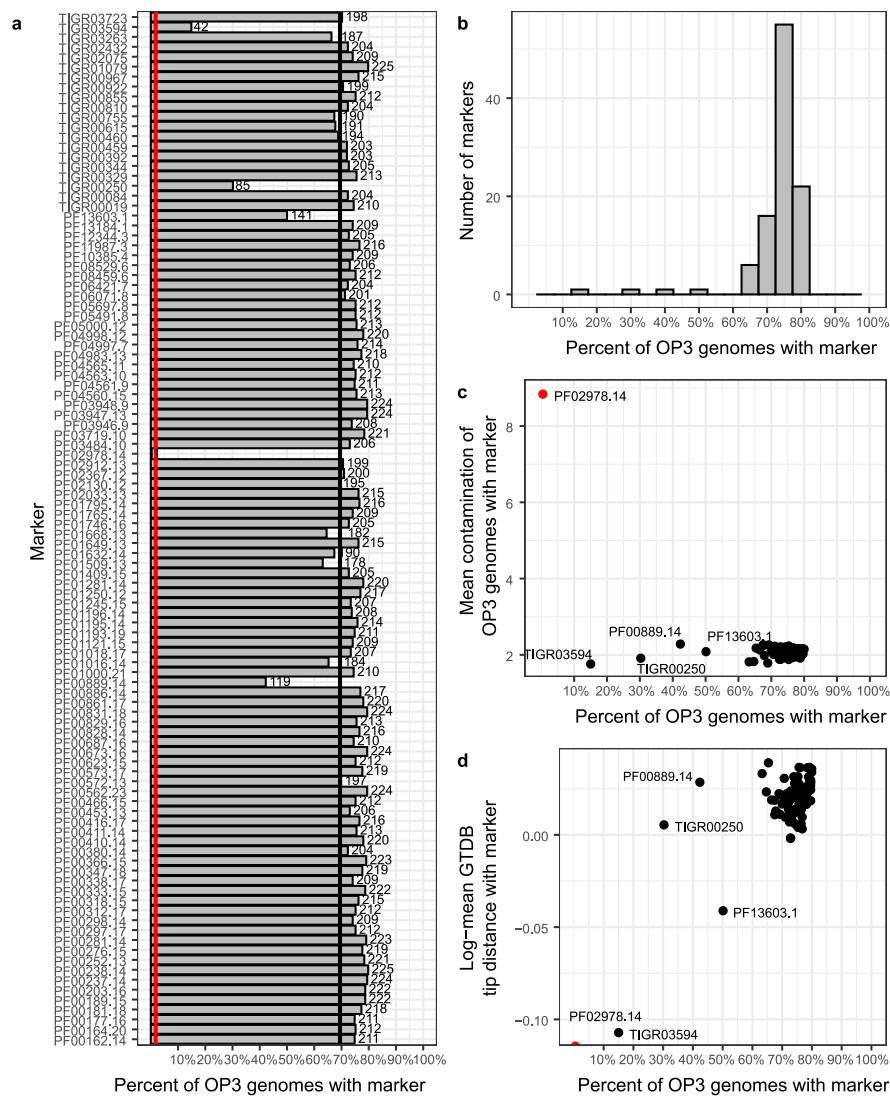 a
TIGR03723 198
TIGR03594 42
TIGR03263 187
TIGR02432 204
TIGR02075 209
TIGR01079 225
TIGR00967 215
TIGR00922 199
TIGR00855 212
TIGR00810 204
TIGR00755 190
TIGR00615 191
TIGR00460 194
TIGR00459 203
TIGR00392 203
TIGR00344 205
TIGR00329 213
TIGR00250 85
TIGR00084 204
TIGR00019 210
PF13603.1 141
PF13184.1 209
PF12344.3 205
PF11987.3 216
PF10385.4 209
PF08529.6 206
PF08459.6 212
PF06421.7 204
PF06071.8 201
PF05697.8 212
PF05491.8 212
PF05000.12 213
PF04998.12 220
PF04997.7 214
PF04983.13 218
PF04565.11 210
PF04563.10 212
PF04561.9 211
PF04560.15 213
PF03948.9 224
PF03947.13 224
PF03946.9 208
PF03719.10 221
PF03484.10 206
PF02978.14
PF02912.13 199
PF02367.12 200
PF02130.12 195
PF02033.13 215
PF01795.14 216
PF01765.14 209
PF01746.16 205
PF01668.13 182
PF01649.13 215
PF01632.14 190
PF01509.13 178
PF01409.15 205
PF01281.14 220
PF01250.12 217
PF01245.15 207
PF01196.14 208
PF01195.14 214
PF01193.19 211
PF01121.15 209
PF01118.17 207
PF01016.14 184
PF01000.21 210
PF00889.14 119
PF00886.14 217
PF00861.17 220
PF00831.18 224
PF00829.16 213
PF00828.14 216
PF00687.16 210
PF00673.16 224
PF00623.15 212
PF00573.17 219
PF00572.13 197
PF00562.23 224
PF00466.15 212
PF00453.13 206
PF00416.17 216
PF00411.14 213
PF00410.14 220
PF00380.14 204
PF00366.15 223
PF00347.18 219
PF00338.17 209
PF00333.15 222
PF00318.15 215
PF00312.17 212
PF00298.14 209
PF00297.17 212
PF00281.14 223
PF00276.15 219
PF00252.13 221
PF00238.14 225
PF00237.14 224
PF00203.16 222
PF00189.15 222
PF00181.18 218
PF00177.16 211
PF00164.20 212
PF00162.14 211
Marker
10% 20% 30% 40% 50% 60% 70% 80% 90% 100%
Percent of OP3 genomes with marker
b
Number of markers
40
20
0
10% 20% 30% 40% 50% 60% 70% 80% 90% 100%
Percent of OP3 genomes with marker
c
Mean contamination of
OP3 genomes with marker
8
6
4
2
PF02978.14
PF00889.14
PF13603.1
TIGR03594
TIGR00250
10% 20% 30% 40% 50% 60% 70% 80% 90% 100%
Percent of OP3 genomes with marker
d
Log−mean GTDB
tip distance with marker
0.00
−0.05
−0.10
PF00889.14
TIGR00250
PF13603.1
PF02978.14
TIGR03594
10% 20% 30% 40% 50% 60% 70% 80% 90% 100%
Percent of OP3 genomes with marker